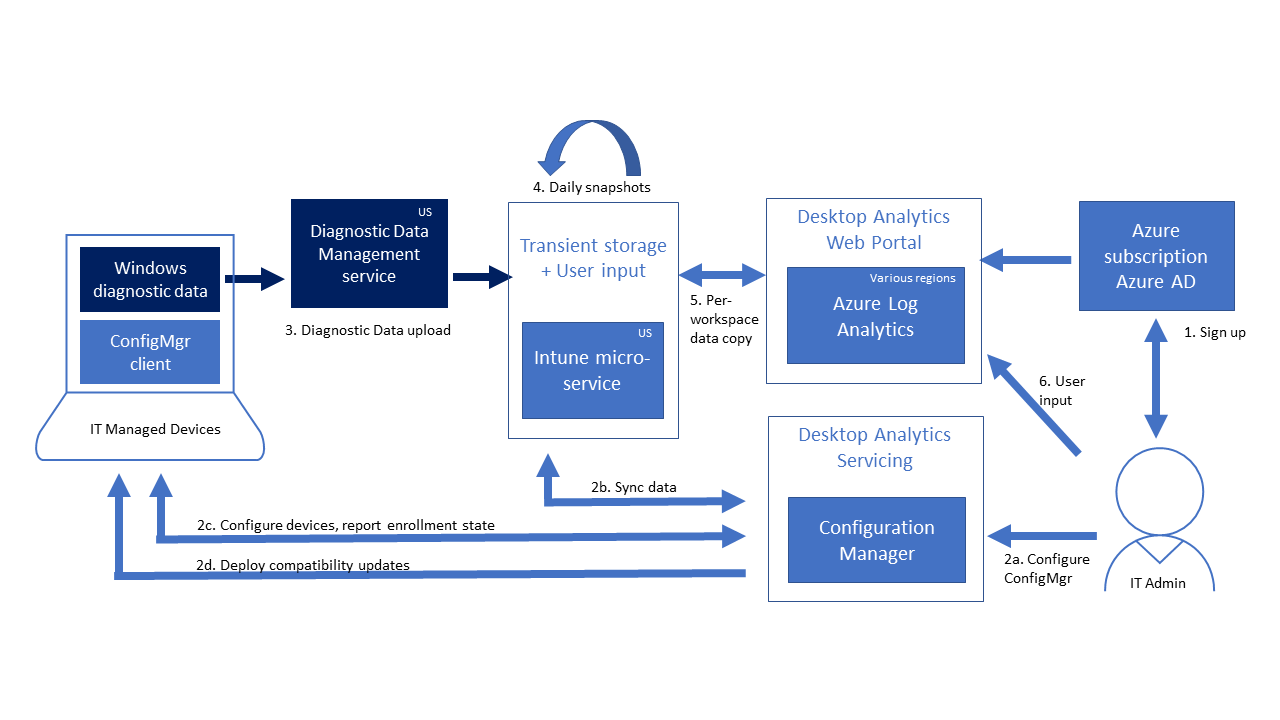 4. Daily snapshots
US
Diagnostic Data
Management
service
Windows
diagnostic data
ConfigMgr
client
IT Managed Devices
3. Diagnostic Data upload
Transient storage
+ User input
US
Intune micro-
service
5. Per-
workspace
data copy
Desktop Analytics
Web Portal
Various regions
Azure Log
Analytics
Azure
subscription
Azure AD
1. Sign up
6. User
input
Desktop Analytics
Servicing
Configuration
Manager
2a. Configure
ConfigMgr
IT Admin
2b. Sync data
2c. Configure devices, report enrollment state
2d. Deploy compatibility updates